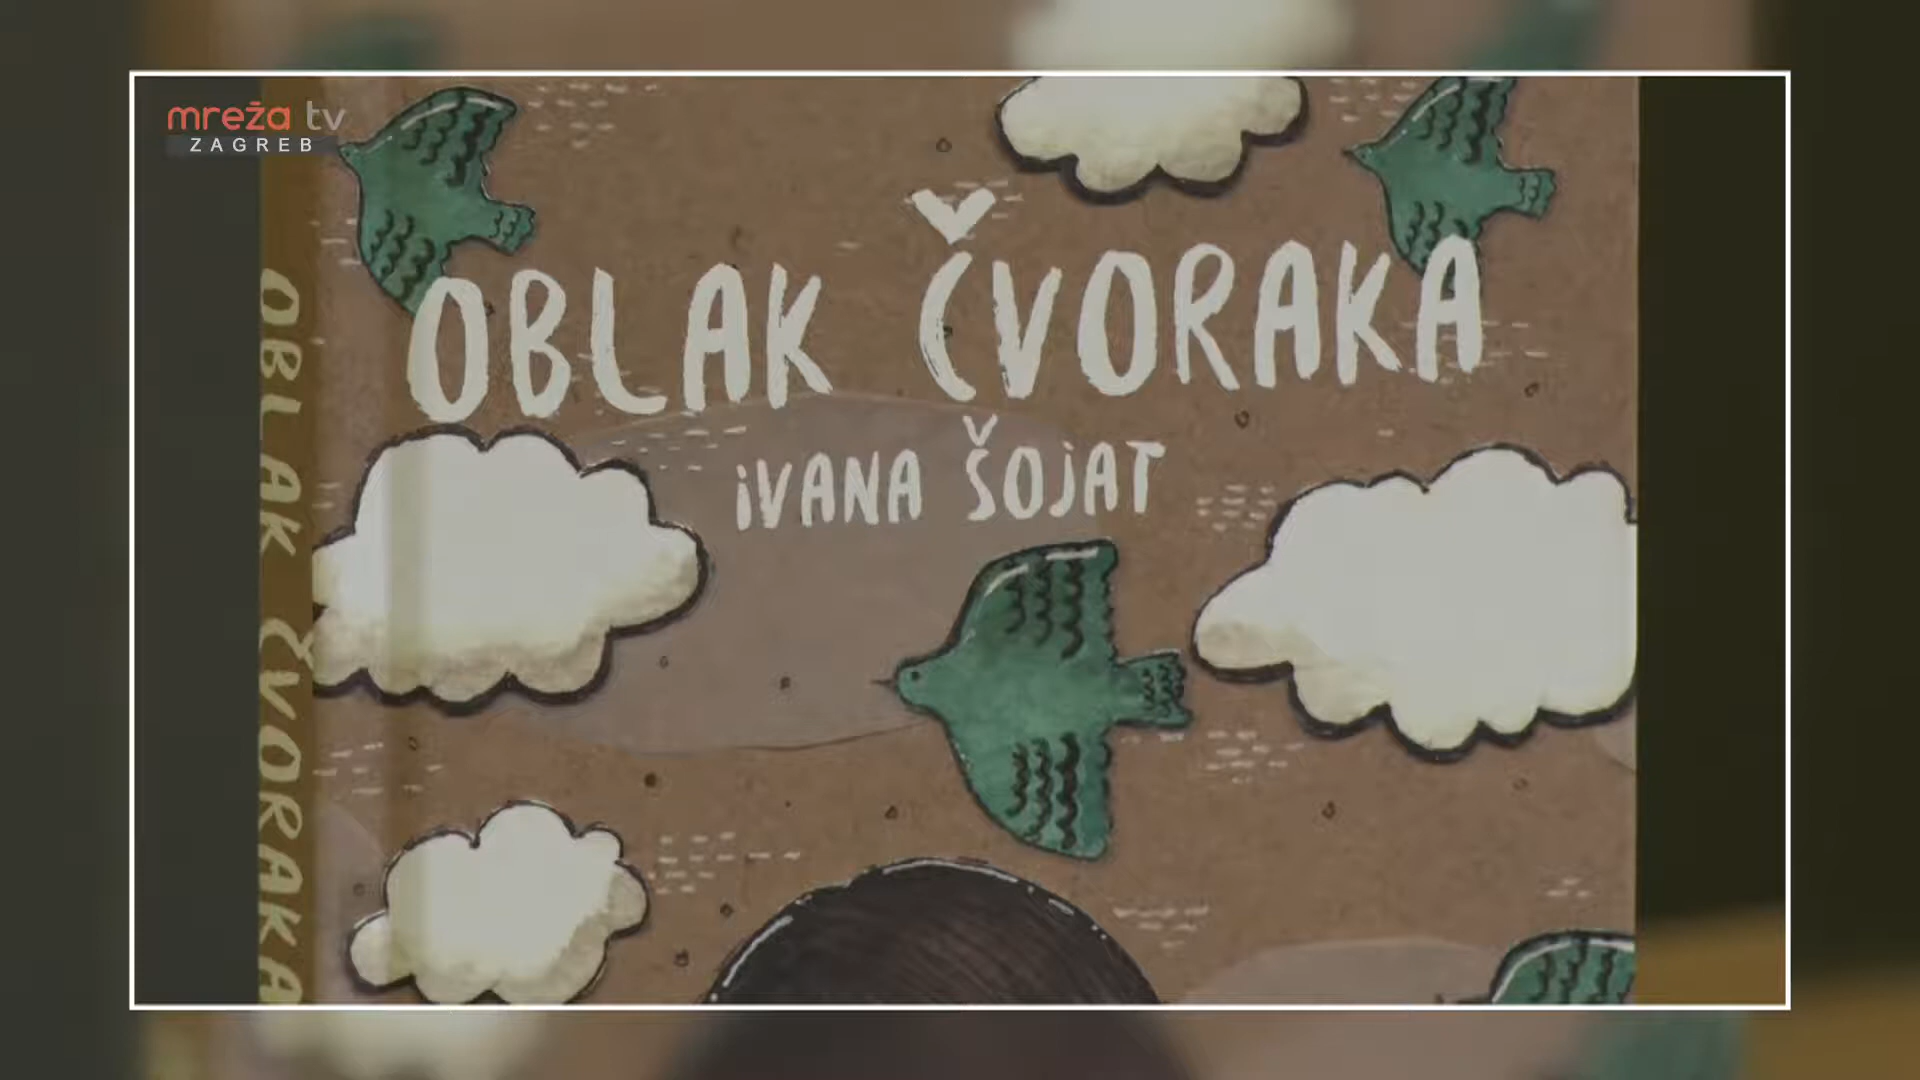 mreža tv
ZAGREB
OBLAK ČVORAKA
iVANA ŠOJAT
OBLAK ČVORAKA